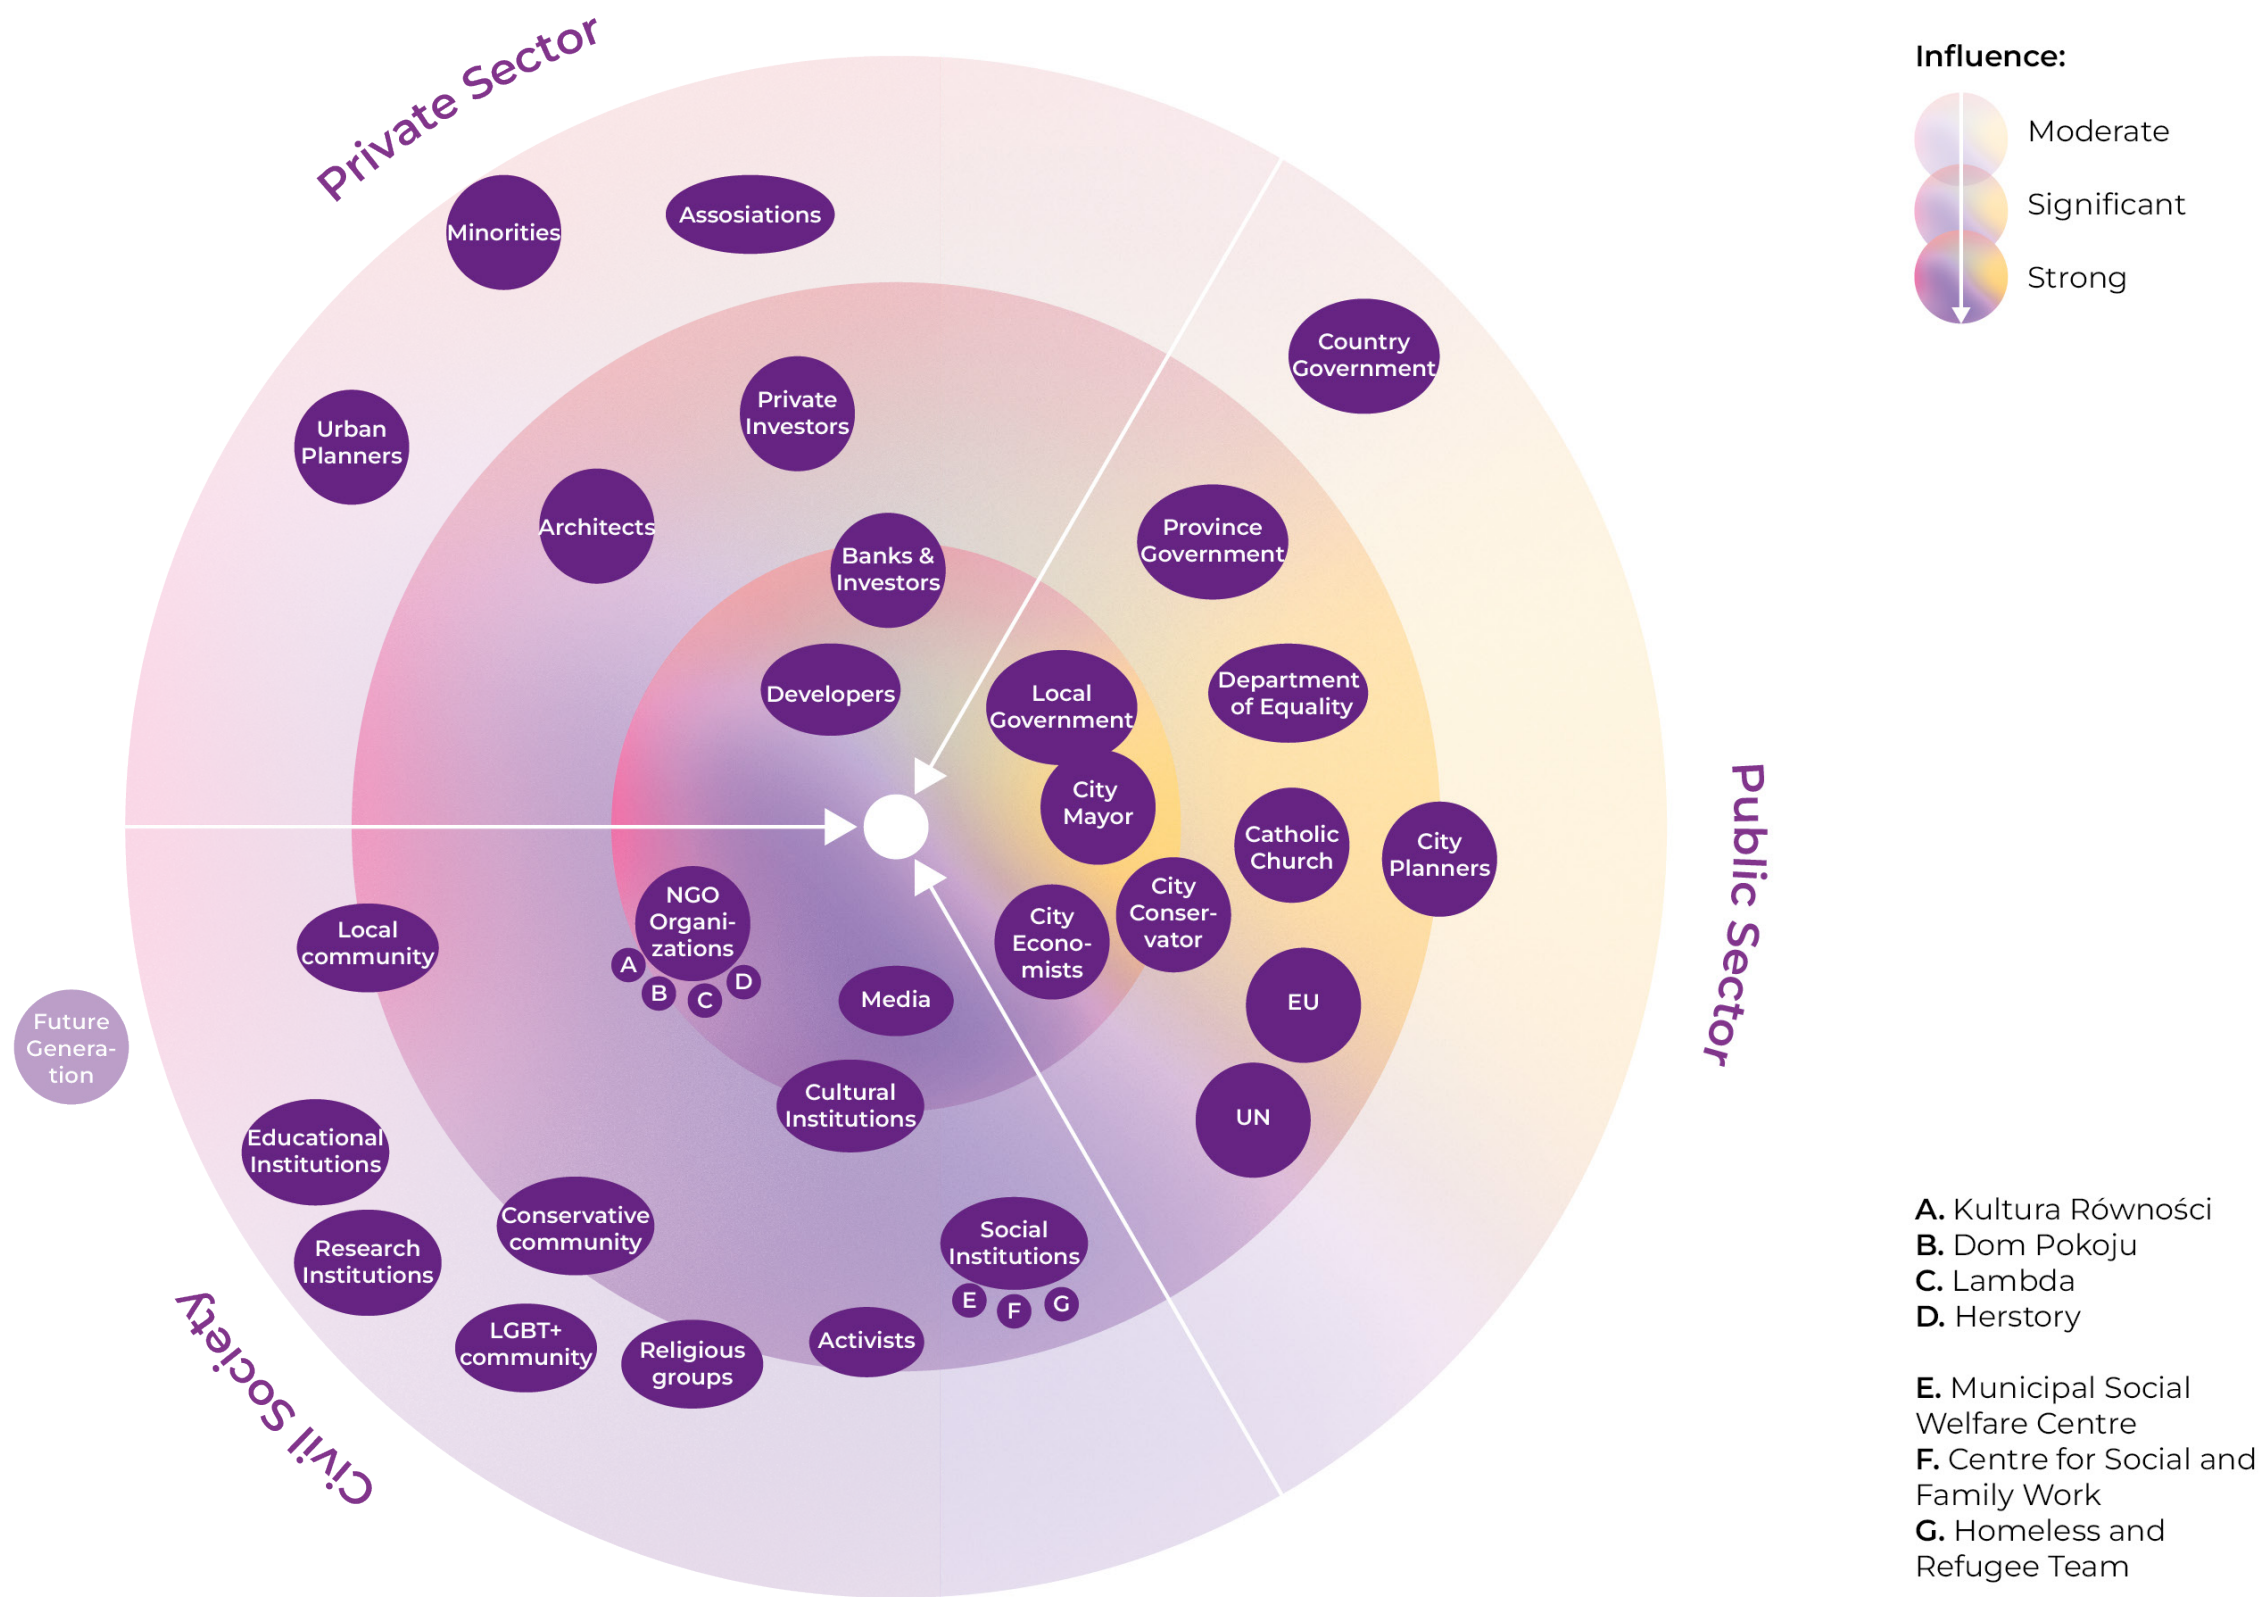 Private Sector
Influence:
Moderate
Significant
Strong
Minorities
Assosiations
Country
Government
Urban
Planners
Private
Investors
Architects
Province
Government
Banks &
Investors
Developers
Local
Government
Department
of Equality
City
Mayor
Catholic
Church
City
Planners
Public Sector
NGO
Organi-
zations
A
B
C
D
City
Econo-
mists
City
Conser-
vator
Local
community
Media
EU
Future
Genera-
tion
Cultural
Institutions
UN
Educational
Institutions
Research
Institutions
Conservative
community
Social
Institutions
E
F
G
LGBT+
community
Religious
groups
Activists
Civil Society
A. Kultura Równości
B. Dom Pokoju
C. Lambda
D. Herstory
E. Municipal Social
Welfare Centre
F. Centre for Social and
Family Work
G. Homeless and
Refugee Team